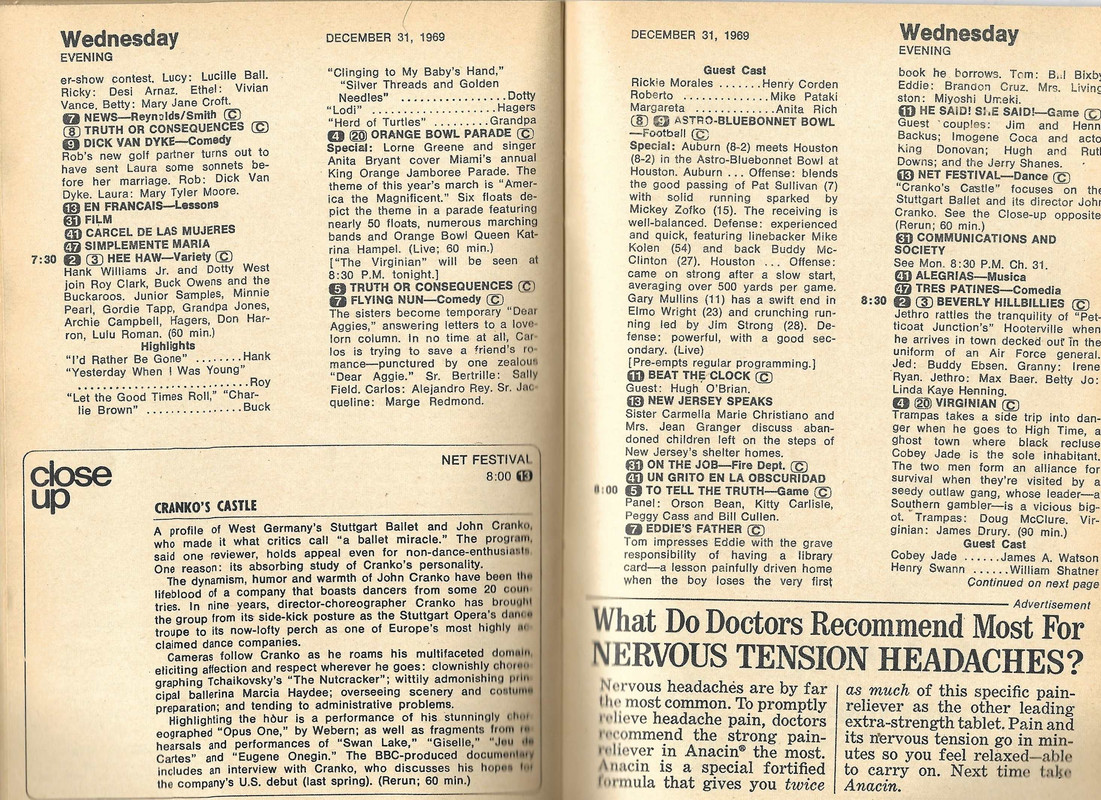 Wednesday
EVENING
DECEMBER 31, 1969
er-show contest. Lucy: Lucille Ball.
Ricky: Desi Arnaz. Ethel: Vivian
Vance. Betty: Mary Jane Croft.
7 NEWS—Reynolds/Smith C
8 TRUTH OR CONSEQUENCES C
9 DICK VAN DYKE—Comedy
Rob's new golf partner turns out to
have sent Laura some sonnets be-
fore her marriage. Rob: Dick Van
Dyke. Laura: Mary Tyler Moore.
13 EN FRANCAIS—Lessons
31 FILM
41 CARCEL DE LAS MUJERES
47 SIMPLEMENTE MARIA
7:30 2 3 HEE HAW—Variety C
Hank Williams Jr. and Dotty West
join Roy Clark, Buck Owens and the
Buckaroos. Junior Samples, Minnie
Pearl, Gordie Tapp, Grandpa Jones,
Archie Campbell, Hagers, Don Har-
ron, Lulu Roman. (60 min.)
Highlights
"I'd Rather Be Gone" ........Hank
"Yesterday When I Was Young"
.........................Roy
"Let the Good Times Roll," "Char-
lie Brown" ..............Buck
"Clinging to My Baby's Hand,"
"Silver Threads and Golden
Needles" ................Dotty
"Lodi" ..................Hagers
"Herd of Turtles" .........Grandpa
4 20 ORANGE BOWL PARADE C
Special: Lorne Greene and singer
Anita Bryant cover Miami's annual
King Orange Jamboree Parade. The
theme of this year's march is "Amer-
ica the Magnificent." Six floats de-
pict the theme in a parade featuring
nearly 50 floats, numerous marching
bands and Orange Bowl Queen Kat-
rina Hampel. (Live; 60 min.)
["The Virginian" will be seen at
8:30 P.M. tonight.]
5 TRUTH OR CONSEQUENCES C
7 FLYING NUN—Comedy C
The sisters become temporary "Dear
Aggies," answering letters to a love-
lorn column. In no time at all, Car-
los is trying to save a friend's ro-
mance—punctured by one zealous
"Dear Aggie." Sr. Bertrille: Sally
Field. Carlos: Alejandro Rey. Sr. Jac-
queline: Marge Redmond.
close
up
NET FESTIVAL
8:00 13
CRANKO'S CASTLE
A profile of West Germany's Stuttgart Ballet and John Cranko,
who made it what critics call "a ballet miracle." The program,
said one reviewer, holds appeal even for non-dance-enthusiasts.
One reason: its absorbing study of Cranko's personality.
The dynamism, humor and warmth of John Cranko have been the
lifeblood of a company that boasts dancers from some 20 coun-
tries. In nine years, director-choreographer Cranko has brought
the group from its side-kick posture as the Stuttgart Opera's dance
troupe to its now-lofty perch as one of Europe's most highly ac-
claimed dance companies.
Cameras follow Cranko as he roams his multifaceted domain,
eliciting affection and respect wherever he goes: clownishly choreo-
graphing Tchaikovsky's "The Nutcracker"; wittily admonishing prin-
cipal ballerina Marcia Haydee; overseeing scenery and costume
preparation; and tending to administrative problems.
Highlighting the hour is a performance of his stunningly chor-
eographed "Opus One," by Webern; as well as fragments from re-
hearsals and performances of "Swan Lake," "Giselle," "Jeu de
Cartes" and "Eugene Onegin." The BBC-produced documentary
includes an interview with Cranko, who discusses his hopes for
the company's U.S. debut (last spring). (Rerun; 60 min.)
DECEMBER 31, 1969
Wednesday
EVENING
Guest Cast
Rickie Morales .......Henry Corden
Roberto .................Mike Pataki
Margareta ...............Anita Rich
8 9 ASTRO-BLUEBONNET BOWL
—Football C
Special: Auburn (8-2) meets Houston
(8-2) in the Astro-Bluebonnet Bowl at
Houston. Auburn ... Offense: blends
the good passing of Pat Sullivan (7)
with solid running sparked by
Mickey Zofko (15). The receiving is
well-balanced. Defense: experienced
and quick, featuring linebacker Mike
Kolen (54) and back Buddy Mc-
Clinton (27). Houston ... Offense:
came on strong after a slow start,
averaging over 500 yards per game.
Gary Mullins (11) has a swift end in
Elmo Wright (23) and crunching run-
ning led by Jim Strong (28). De-
fense: powerful, with a good sec-
ondary. (Live)
[Pre-empts regular programming.]
11 BEAT THE CLOCK C
Guest: Hugh O'Brian.
13 NEW JERSEY SPEAKS
Sister Carmella Marie Christiano and
Mrs. Jean Granger discuss aban-
doned children left on the steps of
New Jersey's shelter homes.
31 ON THE JOB—Fire Dept. C
41 UN GRITO EN LA OBSCURIDAD
8:00 5 TO TELL THE TRUTH—Game C
Panel: Orson Bean, Kitty Carlisle,
Peggy Cass and Bill Cullen.
7 EDDIE'S FATHER C
Tom impresses Eddie with the grave
responsibility of having a library
card—a lesson painfully driven home
when the boy loses the very first
book he borrows. Tom: Bill Bixby
Eddie: Brandon Cruz. Mrs. Living
ston: Miyoshi Umeki.
11 HE SAID! SHE SAID!—Game C
Guest couples: Jim and Henn
Backus; Imogene Coca and acto
King Donovan; Hugh and Ruth
Downs; and the Jerry Shanes.
13 NET FESTIVAL—Dance C
"Cranko's Castle" focuses on the
Stuttgart Ballet and its director John
Cranko. See the Close-up opposite
(Rerun; 60 min.)
31 COMMUNICATIONS AND
SOCIETY
See Mon. 8:30 P.M. Ch. 31.
41 ALEGRIAS—Musica
47 TRES PATINES—Comedia
8:30 2 3 BEVERLY HILLBILLIES C
Jethro rattles the tranquility of "Pet-
ticoat Junction's" Hooterville when
he arrives in town decked out in the
uniform of an Air Force general.
Jed: Buddy Ebsen. Granny: Irene
Ryan. Jethro: Max Baer. Betty Jo:
Linda Kaye Henning.
4 20 VIRGINIAN C
Trampas takes a side trip into dan-
ger when he goes to High Time, a
ghost town where black recluse
Cobey Jade is the sole inhabitant.
The two men form an alliance for
survival when they're visited by a
seedy outlaw gang, whose leader—a
Southern gambler—is a vicious big-
ot. Trampas: Doug McClure. Vir-
ginian: James Drury. (90 min.)
Guest Cast
Cobey Jade ......James A. Watson
Henry Swann ......William Shatner
Continued on next page
Advertisement
What Do Doctors Recommend Most For
NERVOUS TENSION HEADACHES?
Nervous headaches are by far
the most common. To promptly
relieve headache pain, doctors
recommend the strong pain-
reliever in Anacin® the most.
Anacin is a special fortified
formula that gives you twice
as much of this specific pain-
reliever as the other leading
extra-strength tablet. Pain and
its nervous tension go in min-
utes so you feel relaxed—able
to carry on. Next time take
Anacin.